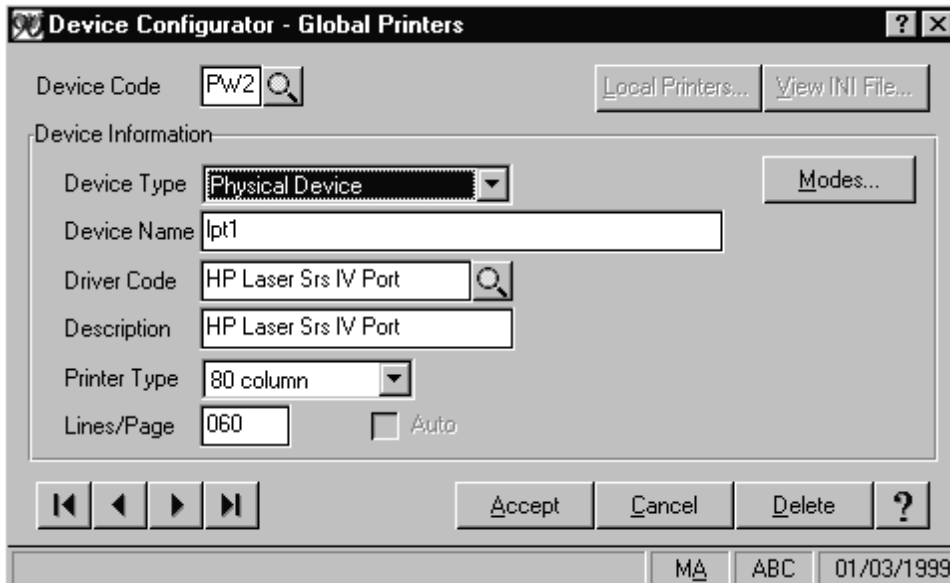 Device Configurator - Global Printers ? X
Device Code PW2 Local Printers... View INI File...
Device Information
Device Type Physical Device Modes...
Device Name lpt1
Driver Code HP Laser Srs IV Port
Description HP Laser Srs IV Port
Printer Type 80 column
Lines/Page 060 Auto
Accept Cancel Delete ?
MA ABC 01/03/1999